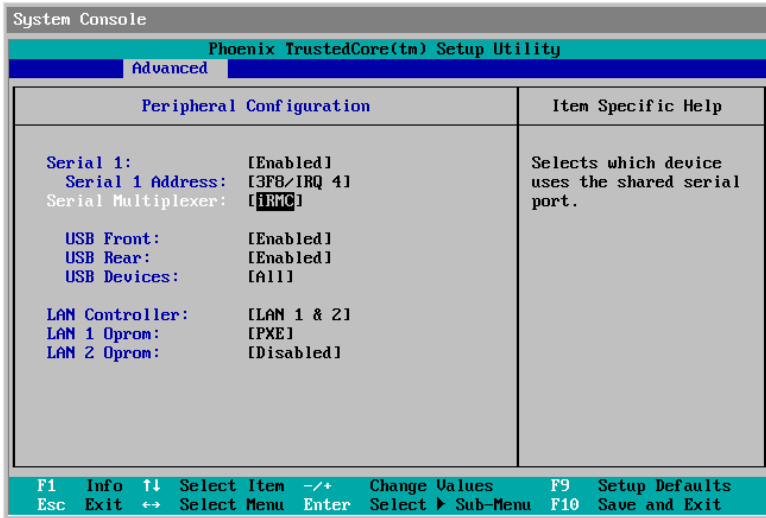 System Console
Phoenix TrustedCore(tm) Setup Utility
Advanced
Peripheral Configuration
Item Specific Help
Serial 1: [Enabled]
Serial 1 Address: [3F8/IRQ 4]
Serial Multiplexer: [iRMC]
USB Front: [Enabled]
USB Rear: [Enabled]
USB Devices: [All]
LAN Controller: [LAN 1 & 2]
LAN 1 Oprom: [PXE]
LAN 2 Oprom: [Disabled]
Selects which device
uses the shared serial
port.
F1 Info ↑↓ Select Item -/+ Change Values F9 Setup Defaults
Esc Exit ↔ Select Menu Enter Select ▶ Sub-Menu F10 Save and Exit